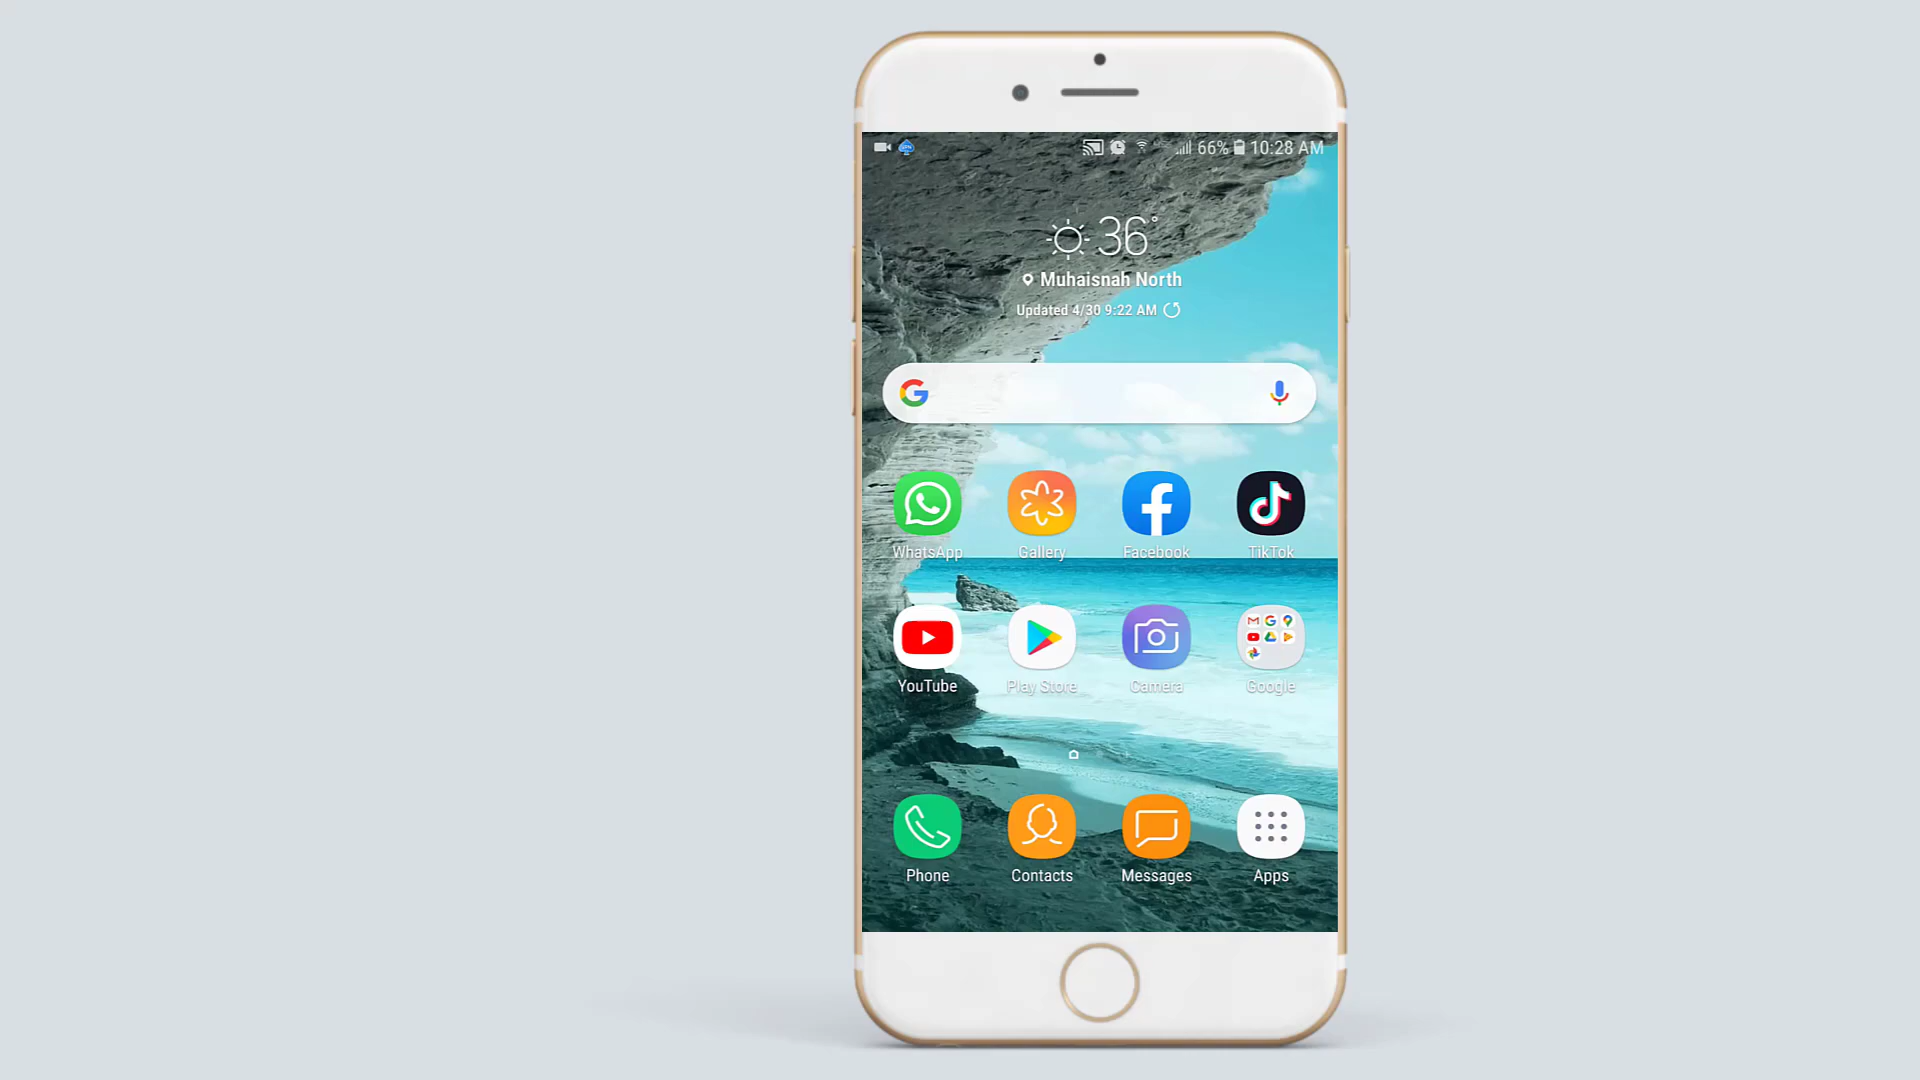 66% 10:28 AM
36°
Muhaisnah North
Updated 4/30 9:22 AM
WhatsApp Gallery Facebook TikTok
YouTube Play Store Camera Google
Phone Contacts Messages Apps